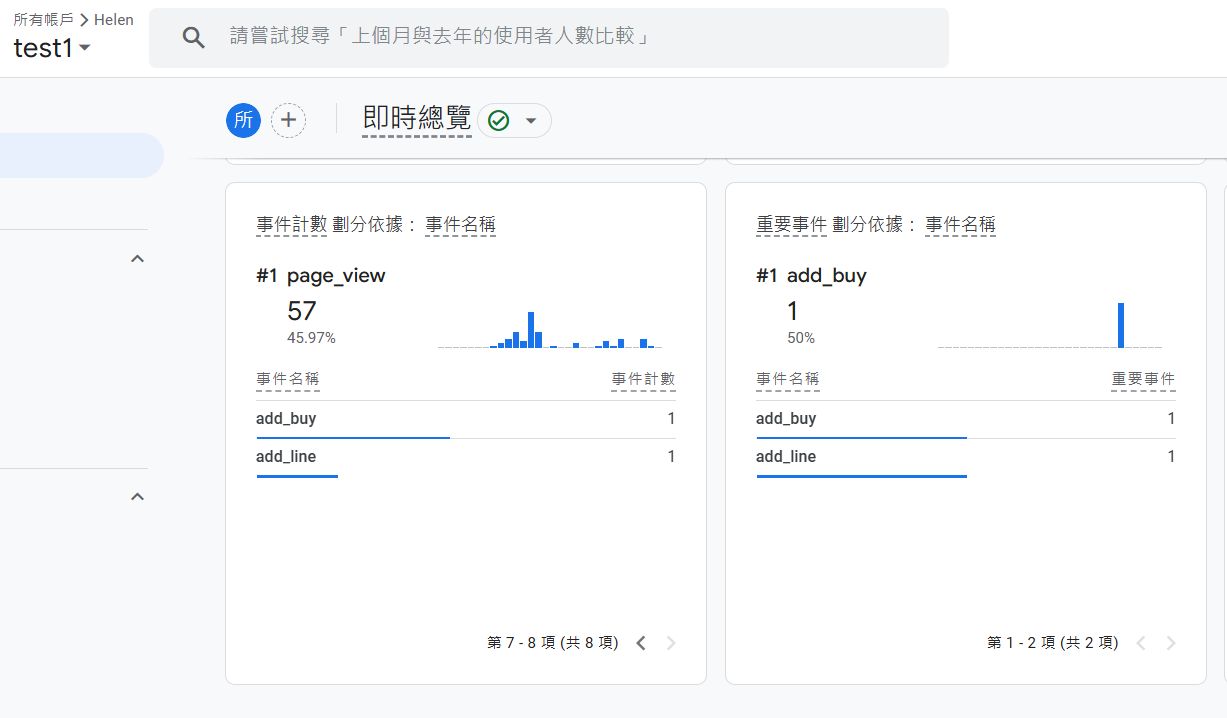 所有帳戶 > Helen
test1
請嘗試搜尋「上個月與去年的使用者人數比較」
所
即時總覽
事件計數 劃分依據： 事件名稱
#1 page_view
57
45.97%
事件名稱 事件計數
add_buy 1
add_line 1
第 7 - 8 項 (共 8 項)
重要事件 劃分依據： 事件名稱
#1 add_buy
1
50%
事件名稱 重要事件
add_buy 1
add_line 1
第 1 - 2 項 (共 2 項)